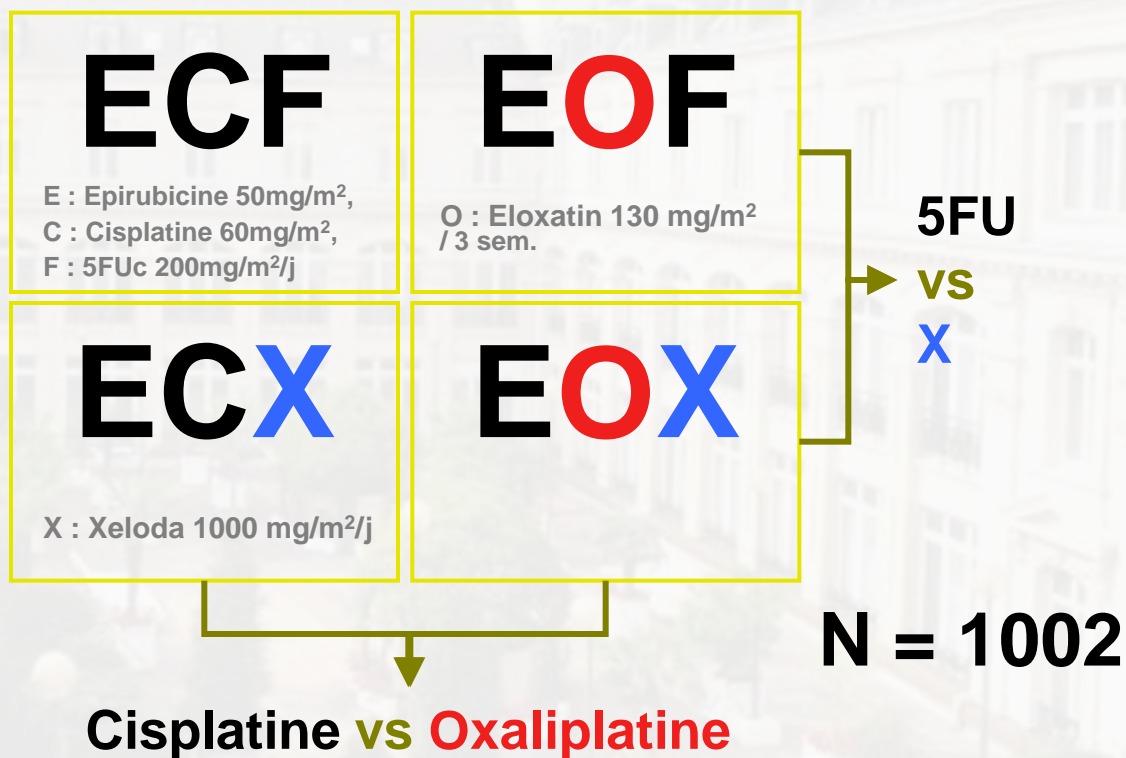 ECF
E : Epirubicine 50mg/m²,
C : Cisplatine 60mg/m²,
F : 5FUc 200mg/m²/j
EOF
O : Eloxatin 130 mg/m²
/ 3 sem.
5FU
vs
X
ECX
X : Xeloda 1000 mg/m²/j
EOX
N = 1002
Cisplatine vs Oxaliplatine